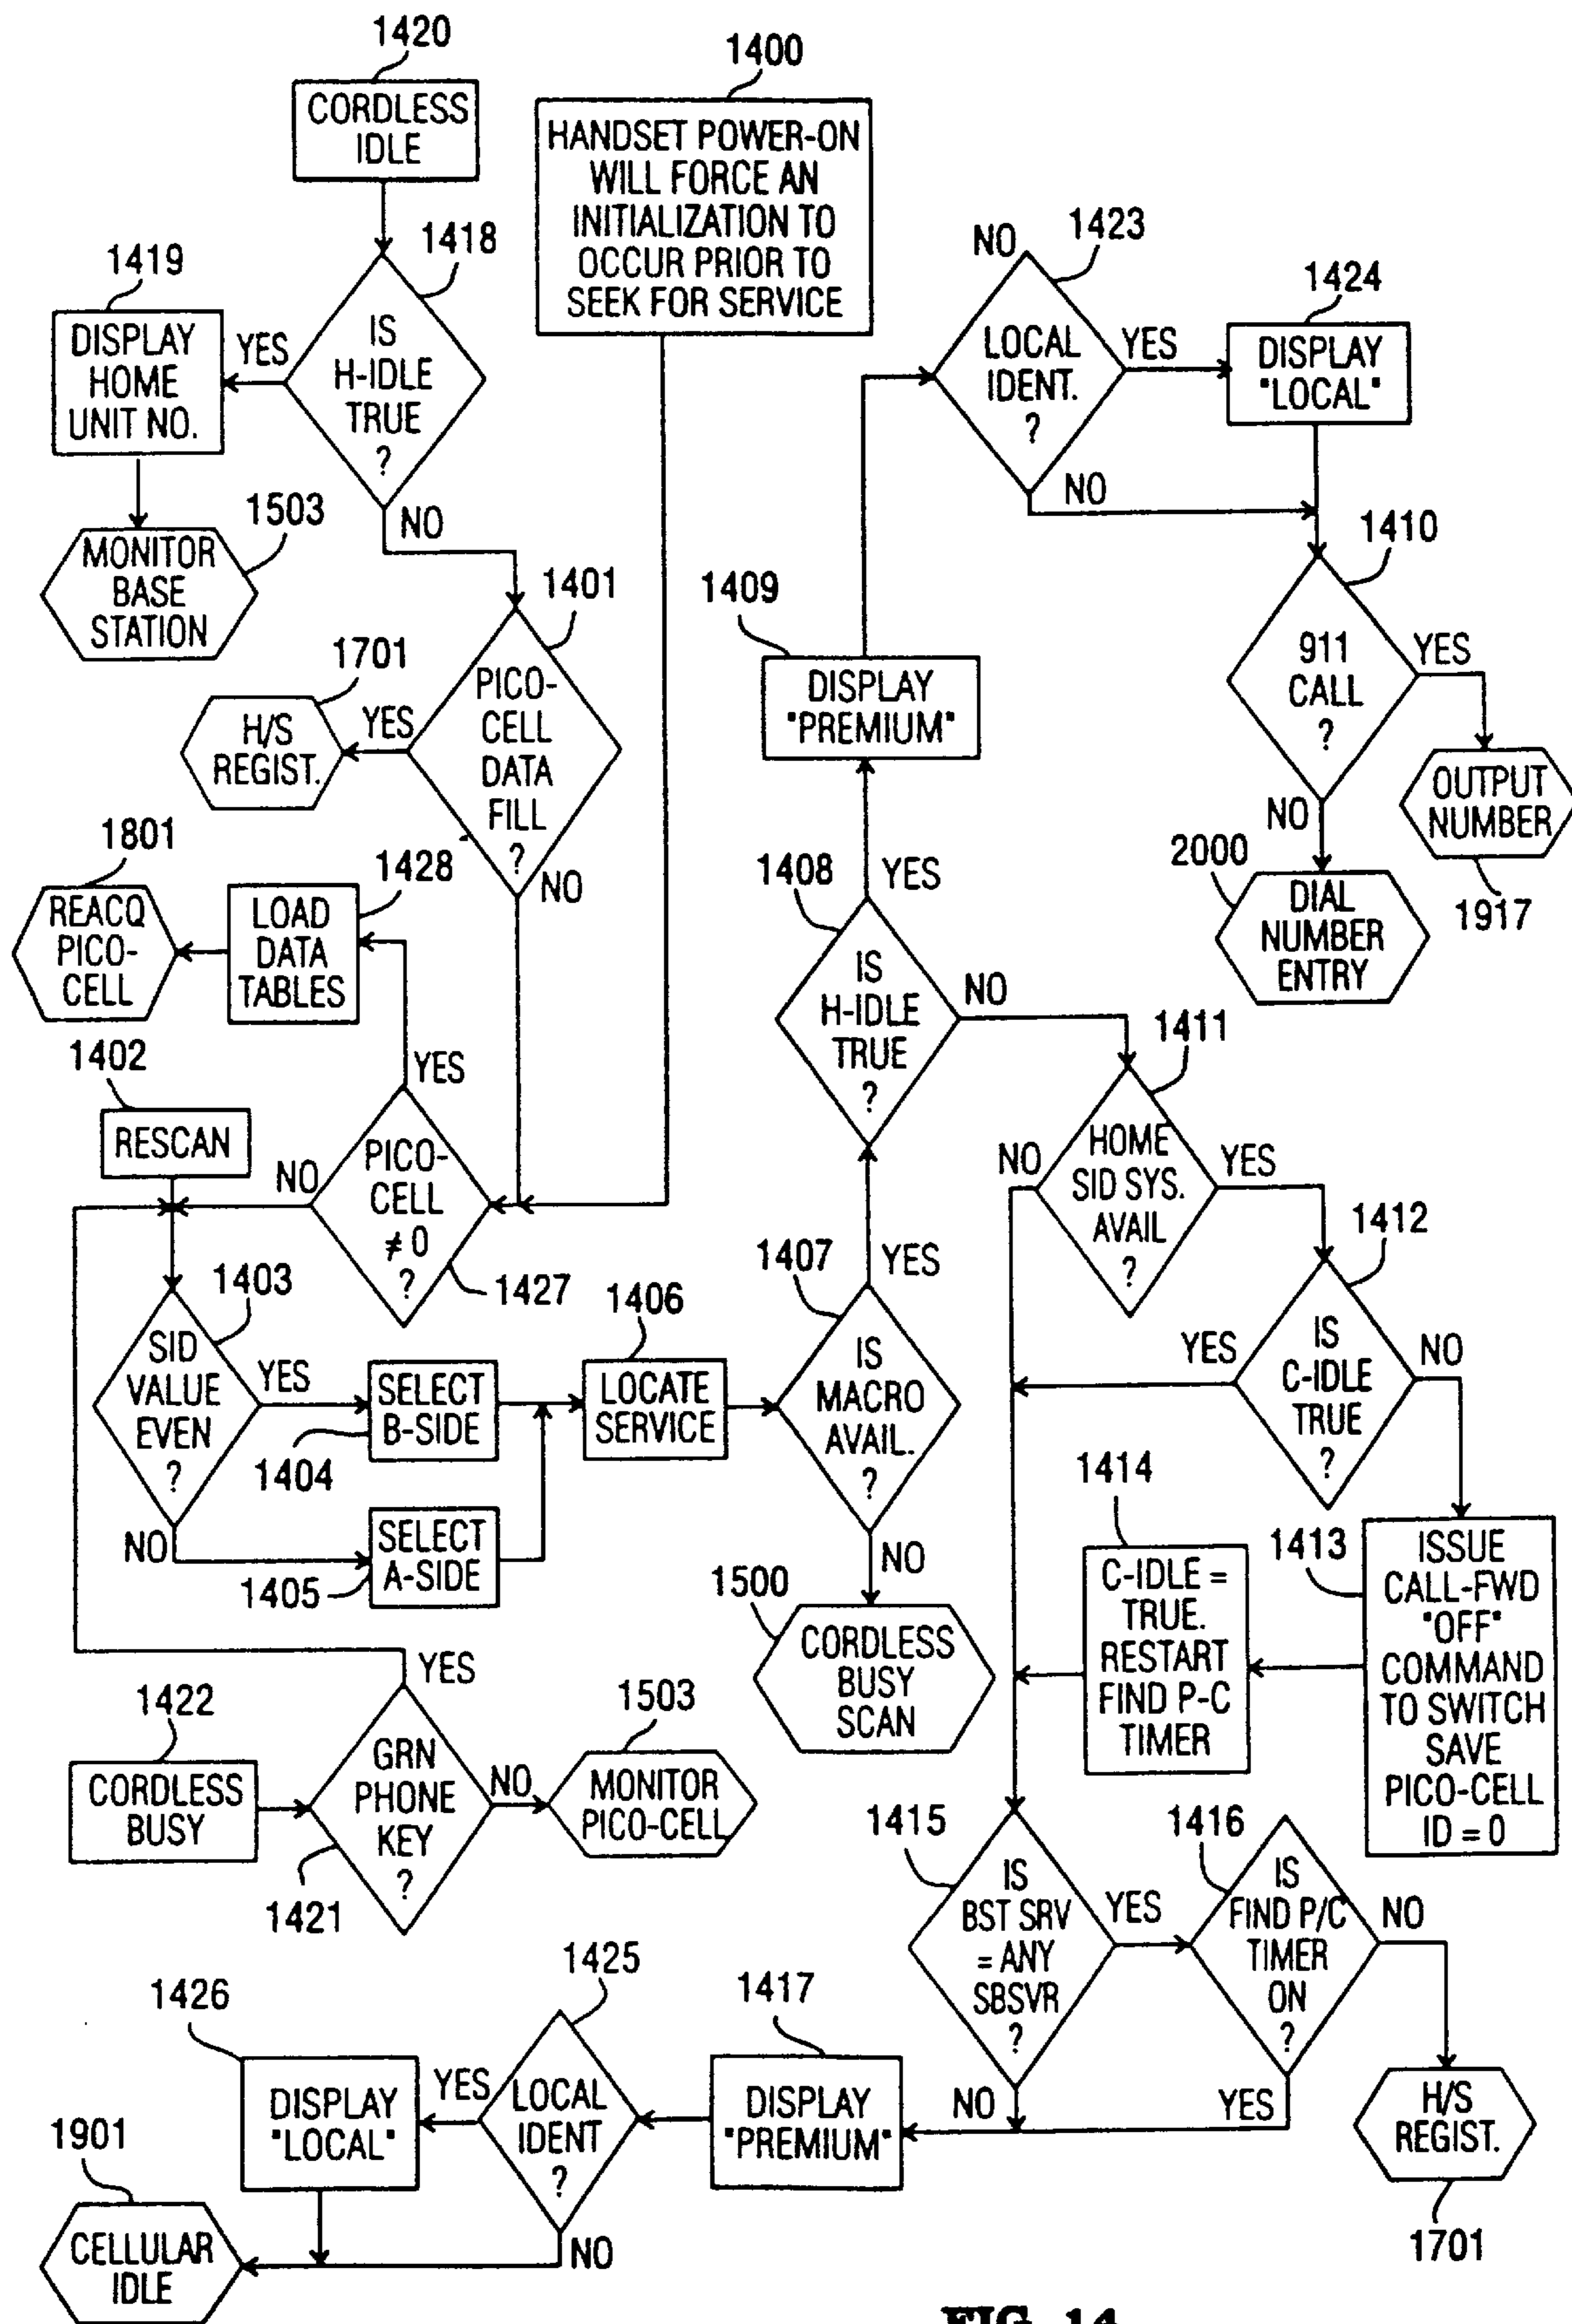 1420
CORDLESS
IDLE
1400
HANDSET POWER-ON
WILL FORCE AN
INITIALIZATION TO
OCCUR PRIOR TO
SEEK FOR SERVICE
1418
IS
H-IDLE
TRUE
?
YES
NO
1419
DISPLAY
HOME
UNIT NO.
1503
MONITOR
BASE
STATION
1401
PICO-
CELL
DATA
FILL
?
YES
NO
1701
H/S
REGIST.
1801
REACQ
PICO-
CELL
1428
LOAD
DATA
TABLES
YES
1402
RESCAN
NO
PICO-
CELL
≠ 0
?
1427
1403
SID
VALUE
EVEN
?
YES
NO
SELECT
B-SIDE
1404
SELECT
A-SIDE
1405
1406
LOCATE
SERVICE
1407
IS
MACRO
AVAIL.
?
YES
NO
1500
CORDLESS
BUSY
SCAN
1408
IS
H-IDLE
TRUE
?
YES
NO
1409
DISPLAY
"PREMIUM"
NO
1423
LOCAL
IDENT.
?
YES
NO
1424
DISPLAY
"LOCAL"
1410
911
CALL
?
YES
NO
OUTPUT
NUMBER
1917
2000
DIAL
NUMBER
ENTRY
1411
HOME
SID SYS.
AVAIL
?
NO
YES
1412
IS
C-IDLE
TRUE
?
YES
NO
1413
ISSUE
CALL-FWD
"OFF"
COMMAND
TO SWITCH
SAVE
PICO-CELL
ID = 0
1414
C-IDLE =
TRUE.
RESTART
FIND P-C
TIMER
1422
CORDLESS
BUSY
YES
GRN
PHONE
KEY
?
1421
NO
1503
MONITOR
PICO-CELL
1415
IS
BST SRV
= ANY
SBSVR
?
YES
NO
1416
IS
FIND P/C
TIMER
ON
?
NO
YES
H/S
REGIST.
1701
1417
DISPLAY
"PREMIUM"
1425
LOCAL
IDENT
?
YES
NO
1426
DISPLAY
"LOCAL"
1901
CELLULAR
IDLE
FIG. 14